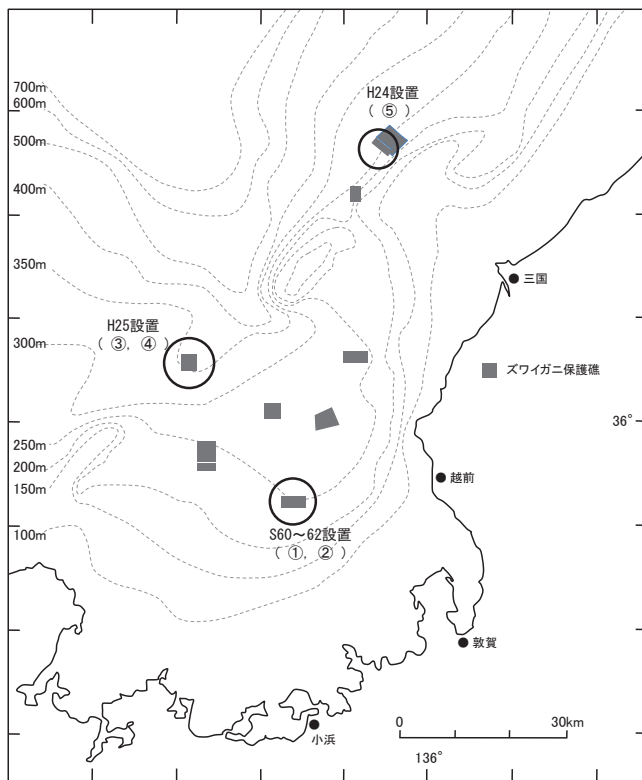 H24設置
( ⑤ )
700m
600m
500m
400m
350m
三国
H25設置
( ③, ④ )
300m
ズワイガニ保護礁
36°
250m
200m
150m
越前
100m
S60～62設置
( ①, ② )
敦賀
小浜
0 30km
136°